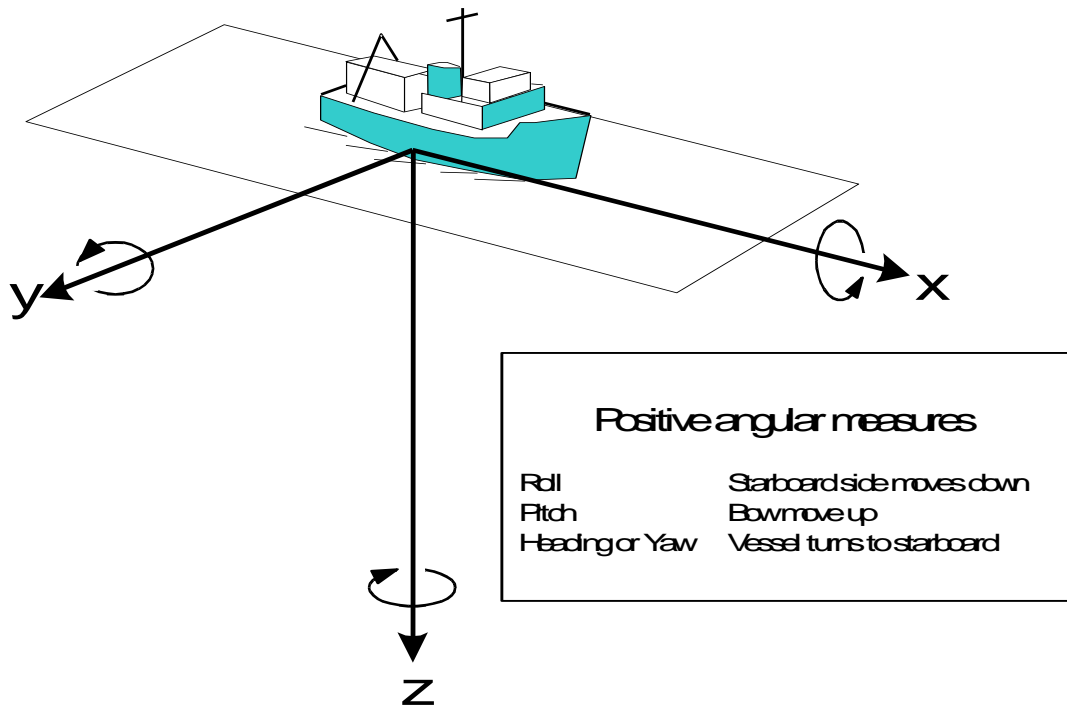 y
x
Positive angular measures
Roll Starboard side moves down
Pitch Bow move up
Heading or Yaw Vessel turns to starboard
z